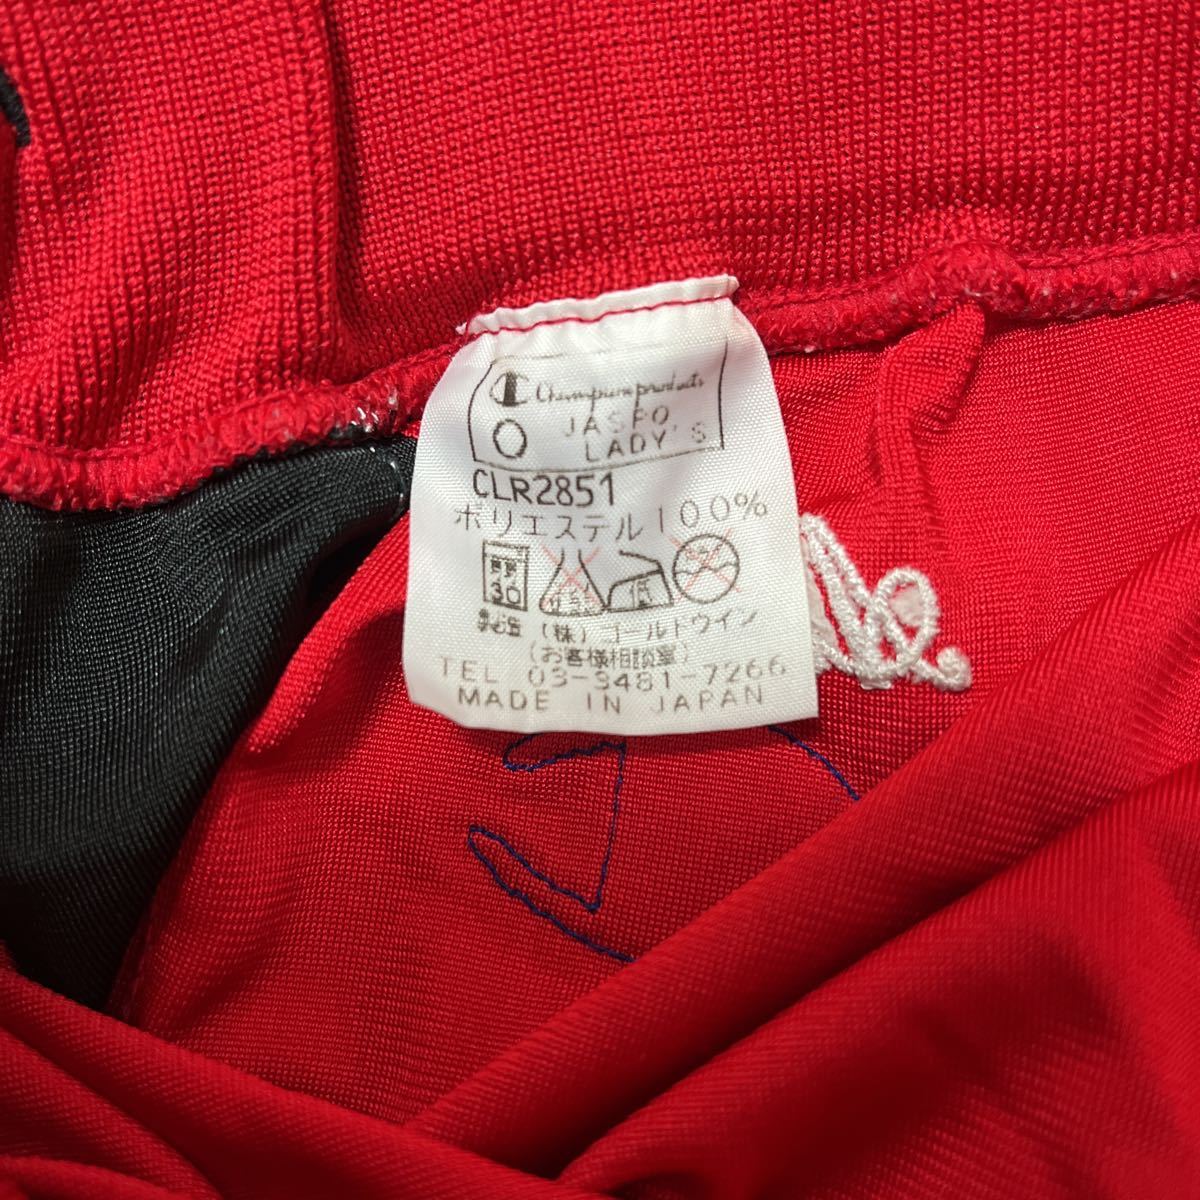 Champion products
O JASPO
LADY'S
CLR2851
ポリエステル100%
30
低
製造 (株)ゴールドウイン
(お客様相談室)
TEL 03-3481-7266
MADE IN JAPAN